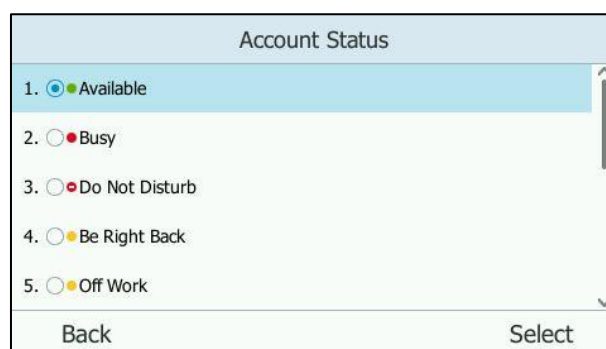 Account Status
1. Available
2. Busy
3. Do Not Disturb
4. Be Right Back
5. Off Work
Back Select